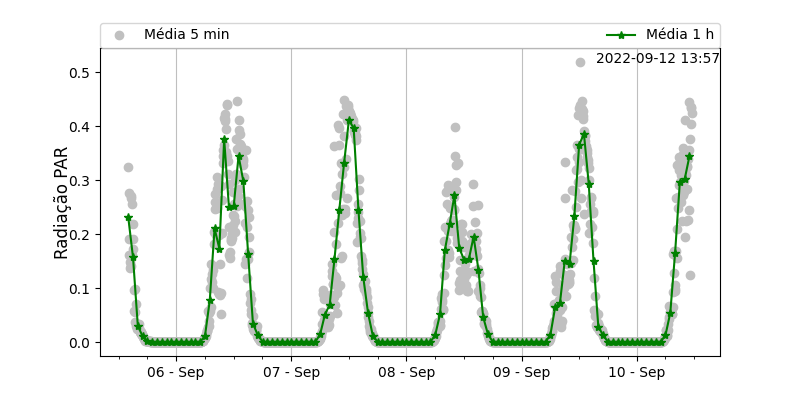 Média 5 min
Média 1 h
2022-09-12 13:57
Radiação PAR
0.5
0.4
0.3
0.2
0.1
0.0
06 - Sep
07 - Sep
08 - Sep
09 - Sep
10 - Sep